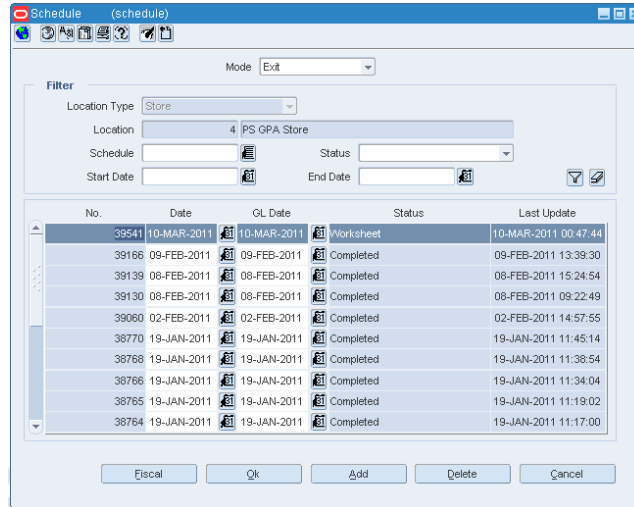 Schedule (schedule)
Mode Exit
Filter
Location Type Store
Location 4 PS GPA Store
Schedule Status
Start Date End Date
No. Date GL Date Status Last Update
39541 10-MAR-2011 10-MAR-2011 Worksheet 10-MAR-2011 00:47:44
39166 09-FEB-2011 09-FEB-2011 Completed 09-FEB-2011 13:39:30
39139 08-FEB-2011 08-FEB-2011 Completed 08-FEB-2011 15:24:54
39130 08-FEB-2011 08-FEB-2011 Completed 08-FEB-2011 09:22:49
39060 02-FEB-2011 02-FEB-2011 Completed 02-FEB-2011 14:57:55
38770 19-JAN-2011 19-JAN-2011 Completed 19-JAN-2011 11:45:14
38768 19-JAN-2011 19-JAN-2011 Completed 19-JAN-2011 11:38:54
38766 19-JAN-2011 19-JAN-2011 Completed 19-JAN-2011 11:34:04
38765 19-JAN-2011 19-JAN-2011 Completed 19-JAN-2011 11:19:02
38764 19-JAN-2011 19-JAN-2011 Completed 19-JAN-2011 11:17:00
Fiscal Ok Add Delete Cancel